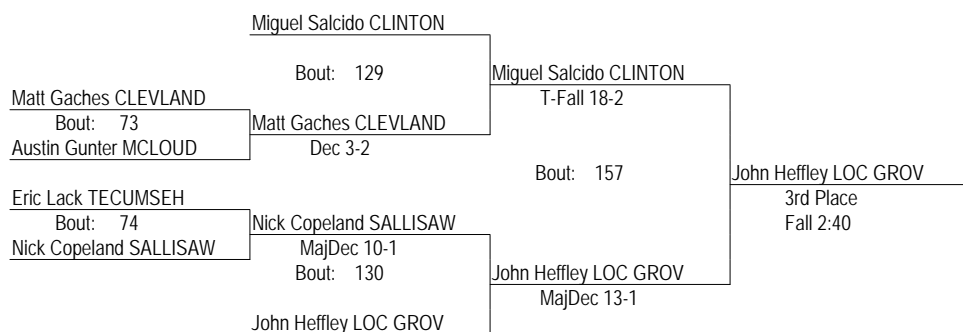 Miguel Salcido CLINTON
Bout: 129
Miguel Salcido CLINTON
Matt Gaches CLEVLAND
T-Fall 18-2
Bout: 73
Matt Gaches CLEVLAND
Austin Gunter MCLOUD
Dec 3-2
Bout: 157
John Heffley LOC GROV
Eric Lack TECUMSEH
3rd Place
Bout: 74
Nick Copeland SALLISAW
Fall 2:40
Nick Copeland SALLISAW
MajDec 10-1
Bout: 130
John Heffley LOC GROV
MajDec 13-1
John Heffley LOC GROV